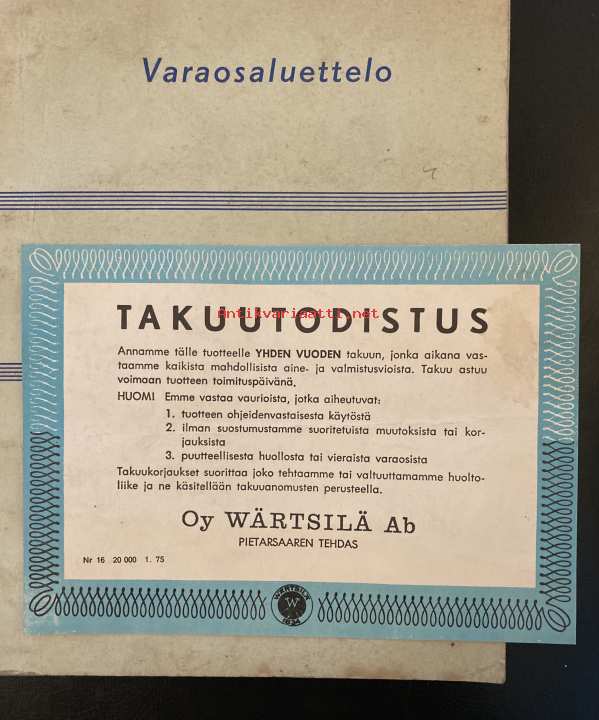 Varaosaluettelo
TAKUUTODISTUS
Antikvariaatti.net
Annamme tälle tuotteelle YHDEN VUODEN takuun, jonka aikana vas-
taamme kaikista mahdollisista aine- ja valmistusvioista. Takuu astuu
voimaan tuotteen toimituspäivänä.
HUOM! Emme vastaa vaurioista, jotka aiheutuvat:
1. tuotteen ohjeidenvastaisesta käytöstä
2. ilman suostumustamme suoritetuista muutoksista tai kor-
jauksista
3. puutteellisesta huollosta tai vieraista varaosista
Takuukorjaukset suorittaa joko tehtaamme tai valtuuttamamme huolto-
liike ja ne käsitellään takuuanomusten perusteella.
Oy WÄRTSILÄ Ab
PIETARSAAREN TEHDAS
Nr 16 20 000 1. 75
WÄRTSILÄ
W